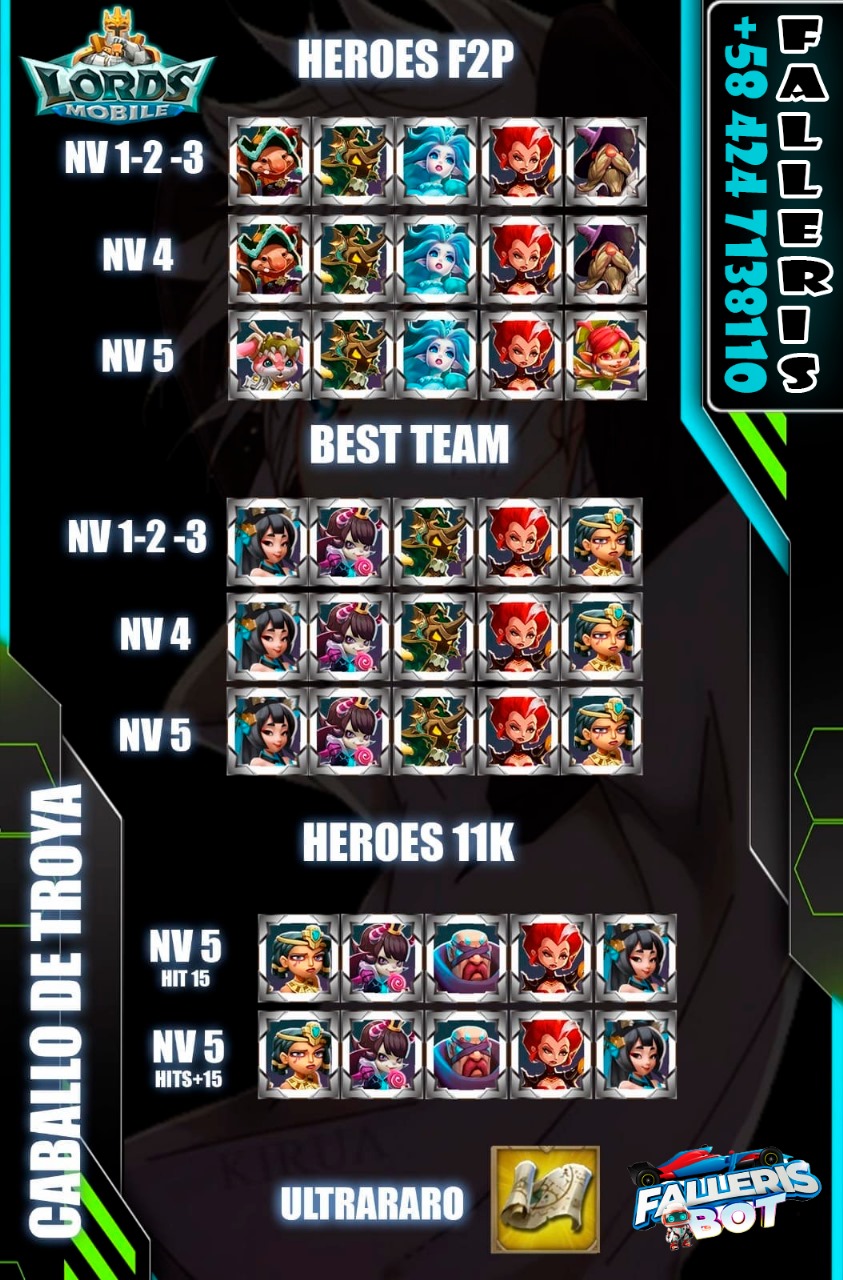 LORDS
MOBILE
HEROES F2P
NV 1-2 -3
NV 4
NV 5
BEST TEAM
NV 1-2 -3
NV 4
NV 5
HEROES 11K
NV 5
HIT 15
NV 5
HITS+15
ULTRARARO
CABALLO DE TROYA
FALLERIS
+58 424 7138110
KIRUA
FALLERIS
BOT